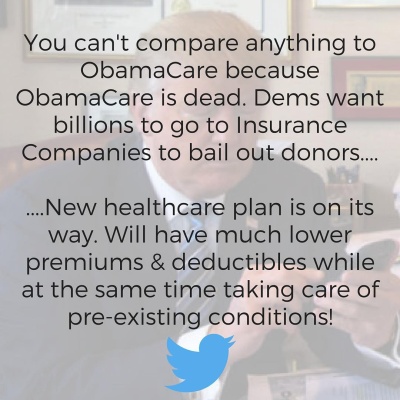 You can't compare anything to
ObamaCare because
ObamaCare is dead. Dems want
billions to go to Insurance
Companies to bail out donors....
....New healthcare plan is on its
way. Will have much lower
premiums & deductibles while
at the same time taking care of
pre-existing conditions!